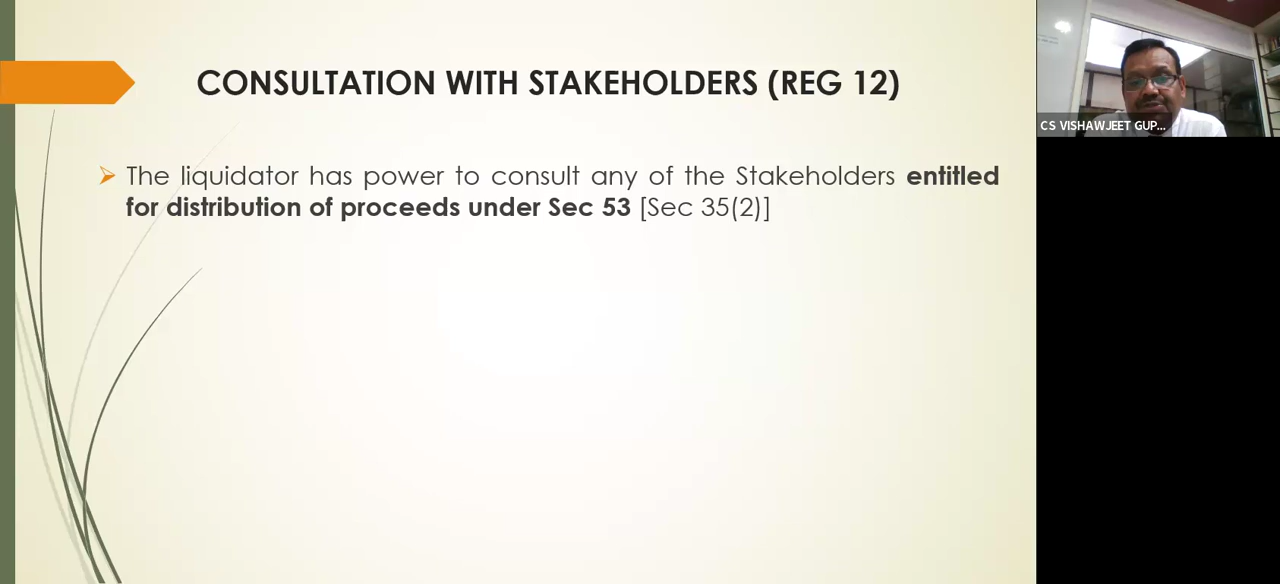 CONSULTATION WITH STAKEHOLDERS (REG 12)
The liquidator has power to consult any of the Stakeholders entitled
for distribution of proceeds under Sec 53 [Sec 35(2)]
CS VISHAWJEET GUP...